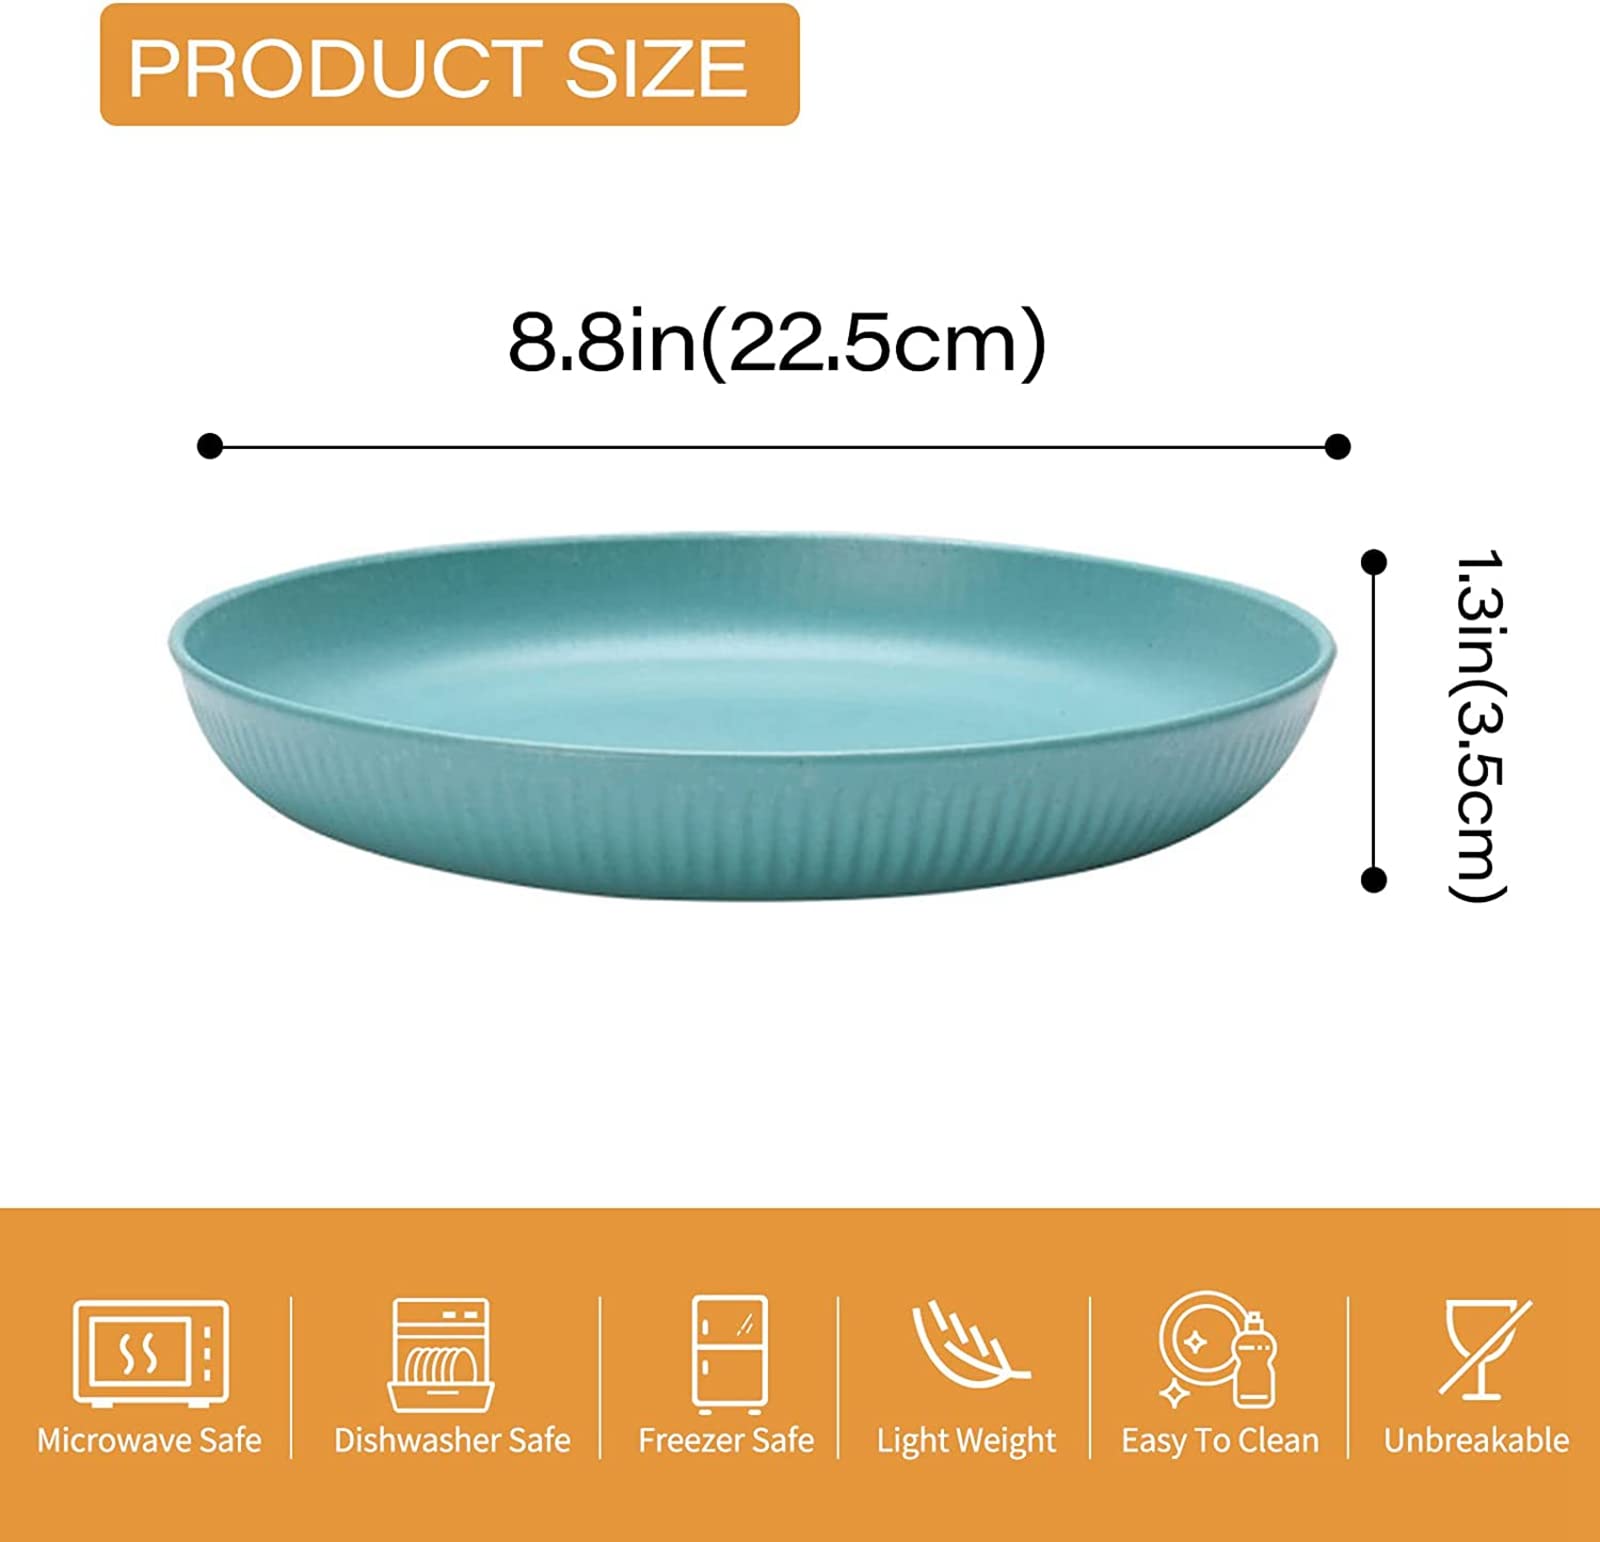 PRODUCT SIZE
8.8in(22.5cm)
1.3in(3.5cm)
Microwave Safe
Dishwasher Safe
Freezer Safe
Light Weight
Easy To Clean
Unbreakable